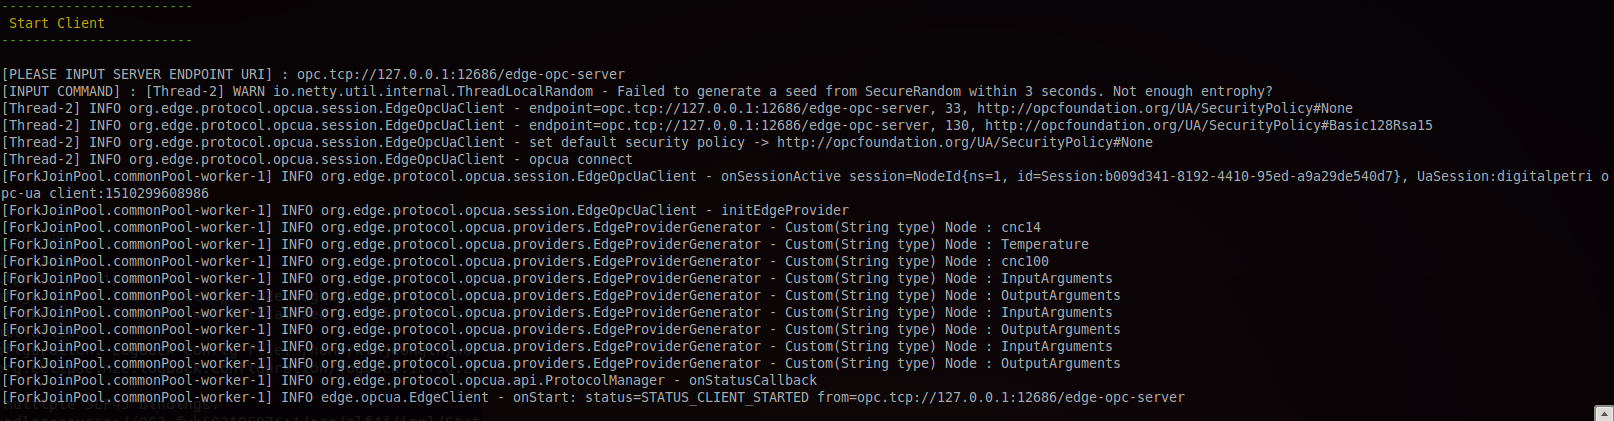 ------------------------
Start Client
------------------------
[PLEASE INPUT SERVER ENDPOINT URI] : opc.tcp://127.0.0.1:12686/edge-opc-server
[INPUT COMMAND] : [Thread-2] WARN io.netty.util.internal.ThreadLocalRandom - Failed to generate a seed from SecureRandom within 3 seconds. Not enough entrophy?
[Thread-2] INFO org.edge.protocol.opcua.session.EdgeOpcUaClient - endpoint=opc.tcp://127.0.0.1:12686/edge-opc-server, 33, http://opcfoundation.org/UA/SecurityPolicy#None
[Thread-2] INFO org.edge.protocol.opcua.session.EdgeOpcUaClient - endpoint=opc.tcp://127.0.0.1:12686/edge-opc-server, 130, http://opcfoundation.org/UA/SecurityPolicy#Basic128Rsa15
[Thread-2] INFO org.edge.protocol.opcua.session.EdgeOpcUaClient - set default security policy -> http://opcfoundation.org/UA/SecurityPolicy#None
[Thread-2] INFO org.edge.protocol.opcua.session.EdgeOpcUaClient - opcua connect
[ForkJoinPool.commonPool-worker-1] INFO org.edge.protocol.opcua.session.EdgeOpcUaClient - onSessionActive session=NodeId{ns=1, id=Session:b009d341-8192-4410-95ed-a9a29de540d7}, UaSession:digitalpetri o
pc-ua client:1510299608986
[ForkJoinPool.commonPool-worker-1] INFO org.edge.protocol.opcua.session.EdgeOpcUaClient - initEdgeProvider
[ForkJoinPool.commonPool-worker-1] INFO org.edge.protocol.opcua.providers.EdgeProviderGenerator - Custom(String type) Node : cnc14
[ForkJoinPool.commonPool-worker-1] INFO org.edge.protocol.opcua.providers.EdgeProviderGenerator - Custom(String type) Node : Temperature
[ForkJoinPool.commonPool-worker-1] INFO org.edge.protocol.opcua.providers.EdgeProviderGenerator - Custom(String type) Node : cnc100
[ForkJoinPool.commonPool-worker-1] INFO org.edge.protocol.opcua.providers.EdgeProviderGenerator - Custom(String type) Node : InputArguments
[ForkJoinPool.commonPool-worker-1] INFO org.edge.protocol.opcua.providers.EdgeProviderGenerator - Custom(String type) Node : OutputArguments
[ForkJoinPool.commonPool-worker-1] INFO org.edge.protocol.opcua.providers.EdgeProviderGenerator - Custom(String type) Node : InputArguments
[ForkJoinPool.commonPool-worker-1] INFO org.edge.protocol.opcua.providers.EdgeProviderGenerator - Custom(String type) Node : OutputArguments
[ForkJoinPool.commonPool-worker-1] INFO org.edge.protocol.opcua.providers.EdgeProviderGenerator - Custom(String type) Node : InputArguments
[ForkJoinPool.commonPool-worker-1] INFO org.edge.protocol.opcua.providers.EdgeProviderGenerator - Custom(String type) Node : OutputArguments
[ForkJoinPool.commonPool-worker-1] INFO org.edge.protocol.opcua.api.ProtocolManager - onStatusCallback
[ForkJoinPool.commonPool-worker-1] INFO edge.opcua.EdgeClient - onStart: status=STATUS_CLIENT_STARTED from=opc.tcp://127.0.0.1:12686/edge-opc-server